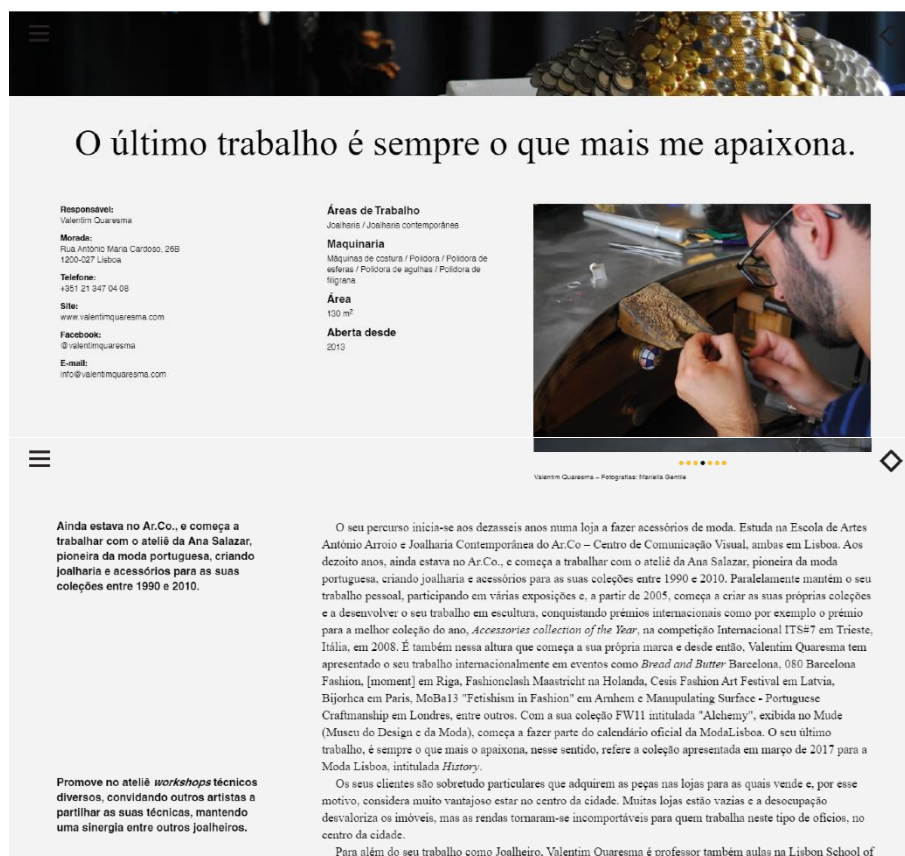 O último trabalho é sempre o que mais me apaixona.
Responsável:
Valentim Quaresma
Morada:
Rua António Maria Cardoso, 26B
1200-027 Lisboa
Telefone:
+351 21 347 04 08
Site:
www.valentimquaresma.com
Facebook:
@valentimquaresma
E-mail:
info@valentimquaresma.com
Áreas de Trabalho
Joalharia / Joalharia contemporânea
Maquinaria
Máquinas de costura / Polidora / Polidora de
esferas / Polidora de agulhas / Polidora de
filigrana
Área
130 m²
Aberta desde
2013
Valentim Quaresma – Fotografias: Mariella Gentile
Ainda estava no Ar.Co., e começa a
trabalhar com o ateliê da Ana Salazar,
pioneira da moda portuguesa, criando
joalharia e acessórios para as suas
coleções entre 1990 e 2010.
Promove no ateliê workshops técnicos
diversos, convidando outros artistas a
partilhar as suas técnicas, mantendo
uma sinergia entre outros joalheiros.
O seu percurso inicia-se aos dezasseis anos numa loja a fazer acessórios de moda. Estuda na Escola de Artes
António Arroio e Joalharia Contemporânea do Ar.Co – Centro de Comunicação Visual, ambas em Lisboa. Aos
dezoito anos, ainda estava no Ar.Co., e começa a trabalhar com o ateliê da Ana Salazar, pioneira da moda
portuguesa, criando joalharia e acessórios para as suas coleções entre 1990 e 2010. Paralelamente mantém o seu
trabalho pessoal, participando em várias exposições e, a partir de 2005, começa a criar as suas próprias coleções
e a desenvolver o seu trabalho em escultura, conquistando prémios internacionais como por exemplo o prémio
para a melhor coleção do ano, Accessories collection of the Year, na competição Internacional ITS#7 em Trieste,
Itália, em 2008. É também nessa altura que começa a sua própria marca e desde então, Valentim Quaresma tem
apresentado o seu trabalho internacionalmente em eventos como Bread and Butter Barcelona, 080 Barcelona
Fashion, [moment] em Riga, Fashionclash Maastricht na Holanda, Cesis Fashion Art Festival em Latvia,
Bijorhca em Paris, MoBa13 "Fetishism in Fashion" em Arnhem e Manupulating Surface - Portuguese
Craftmanship em Londres, entre outros. Com a sua coleção FW11 intitulada "Alchemy", exibida no Mude
(Museu do Design e da Moda), começa a fazer parte do calendário oficial da ModaLisboa. O seu último
trabalho, é sempre o que mais o apaixona, nesse sentido, refere a coleção apresentada em março de 2017 para a
Moda Lisboa, intitulada History.
Os seus clientes são sobretudo particulares que adquirem as peças nas lojas para as quais vende e, por esse
motivo, considera muito vantajoso estar no centro da cidade. Muitas lojas estão vazias e a desocupação
desvaloriza os imóveis, mas as rendas tornaram-se incomportáveis para quem trabalha neste tipo de ofícios, no
centro da cidade.
Para além do seu trabalho como Joalheiro, Valentim Quaresma é professor também aulas na Lisbon School of